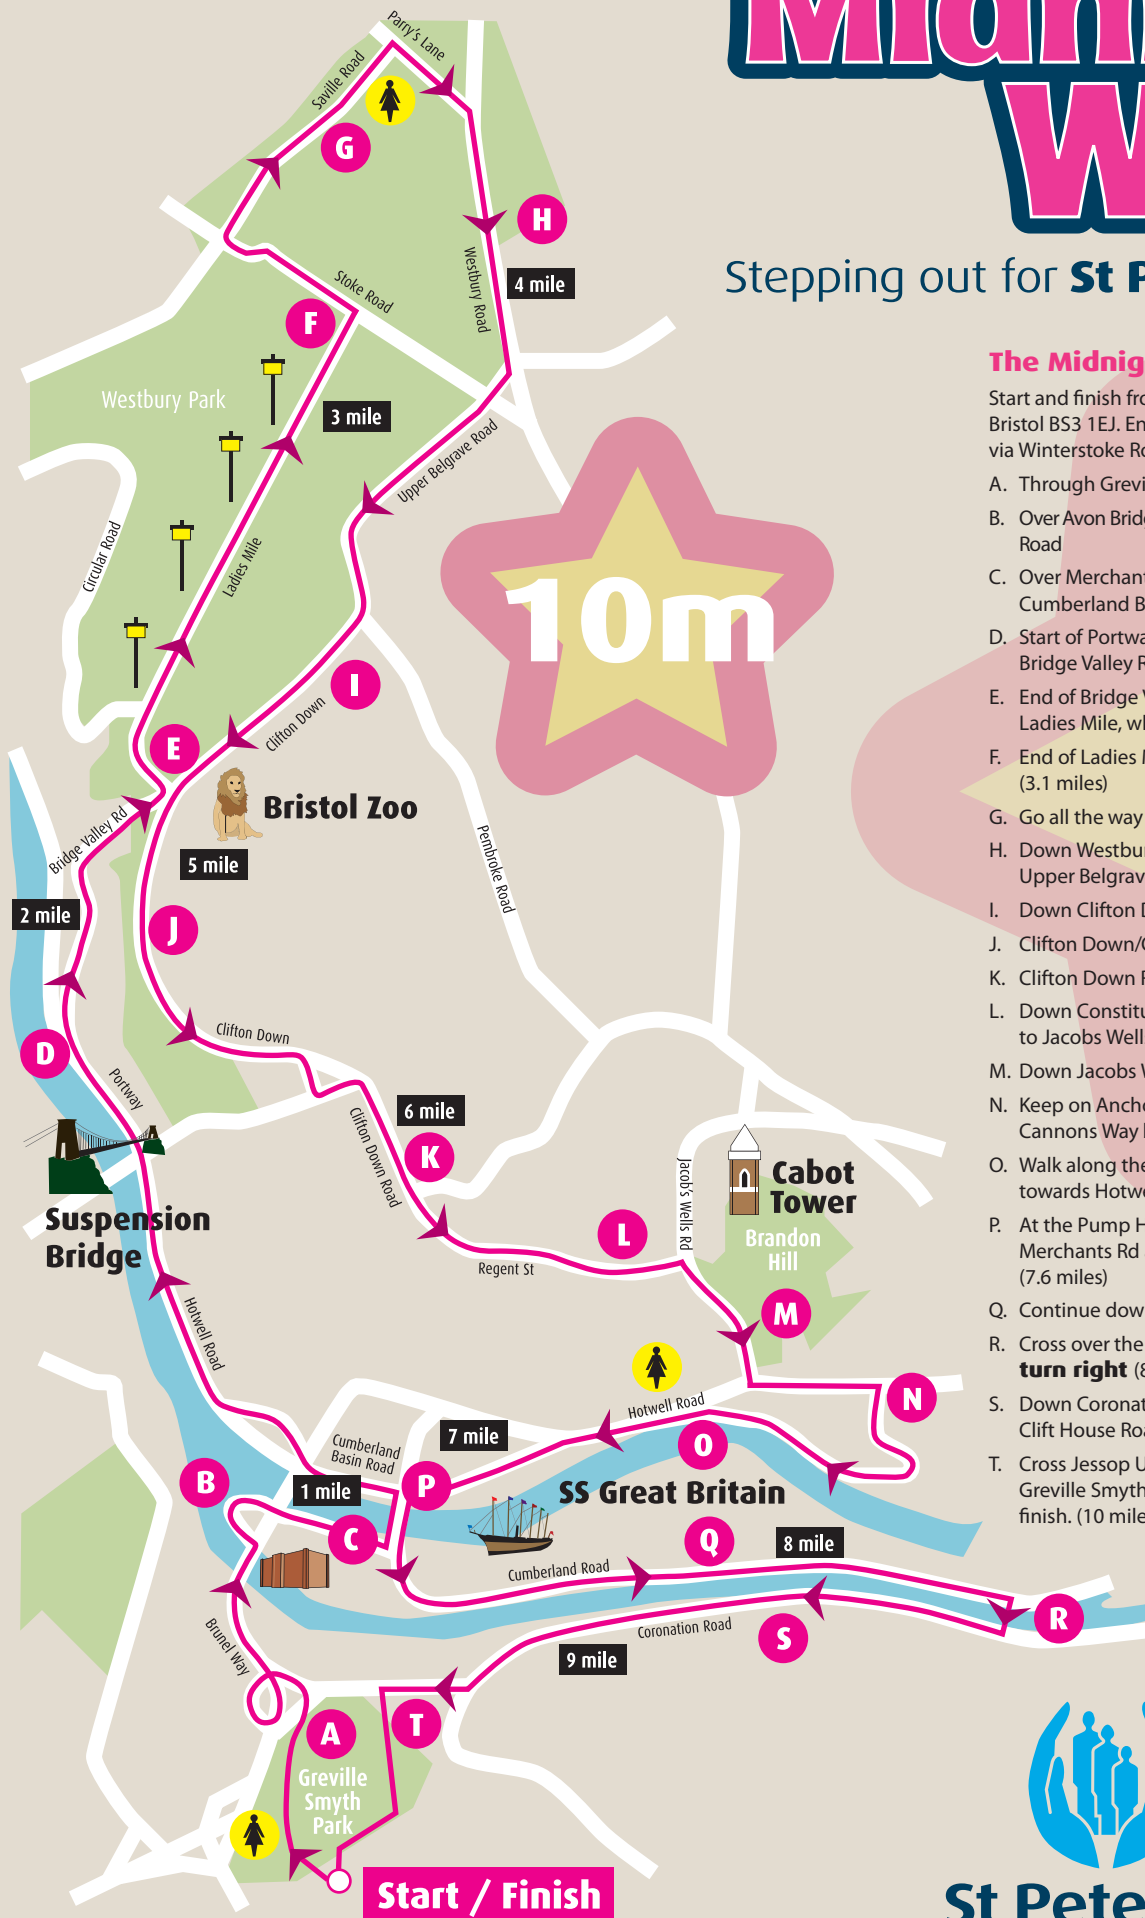 Stepping out for St P
The Midnig
Start and finish fro
Bristol BS3 1EJ. En
via Winterstoke Ro
A. Through Grevi
B. Over Avon Brid
Road
C. Over Merchant
Cumberland B
D. Start of Portwa
Bridge Valley R
E. End of Bridge V
Ladies Mile, wh
F. End of Ladies M
(3.1 miles)
G. Go all the way
H. Down Westbur
Upper Belgrav
I. Down Clifton D
J. Clifton Down/C
K. Clifton Down R
L. Down Constitu
to Jacobs Well
M. Down Jacobs W
N. Keep on Ancho
Cannons Way
O. Walk along the
towards Hotwe
P. At the Pump H
Merchants Rd
(7.6 miles)
Q. Continue dow
R. Cross over the
turn right (8
S. Down Coronat
Clift House Roa
T. Cross Jessop U
Greville Smyth
finish. (10 mile
St Pete
Parry's Lane
Saville Road
G
H
Westbury Road
4 mile
Stoke Road
F
Westbury Park
3 mile
Upper Belgrave Road
Circular Road
Ladies Mile
10m
I
Clifton Down
E
Bristol Zoo
Bridge Valley Rd
5 mile
Pembroke Road
2 mile
J
D
Clifton Down
Portway
6 mile
Clifton Down Road
K
Jacob's Wells Rd
Cabot
Tower
Suspension
Bridge
L
Brandon
Hill
Regent St
M
Hotwell Road
N
Hotwell Road
7 mile
O
Cumberland
Basin Road
B
P
1 mile
SS Great Britain
C
Q
8 mile
Cumberland Road
R
Coronation Road
S
Brunel Way
9 mile
A
T
Greville
Smyth
Park
Start / Finish